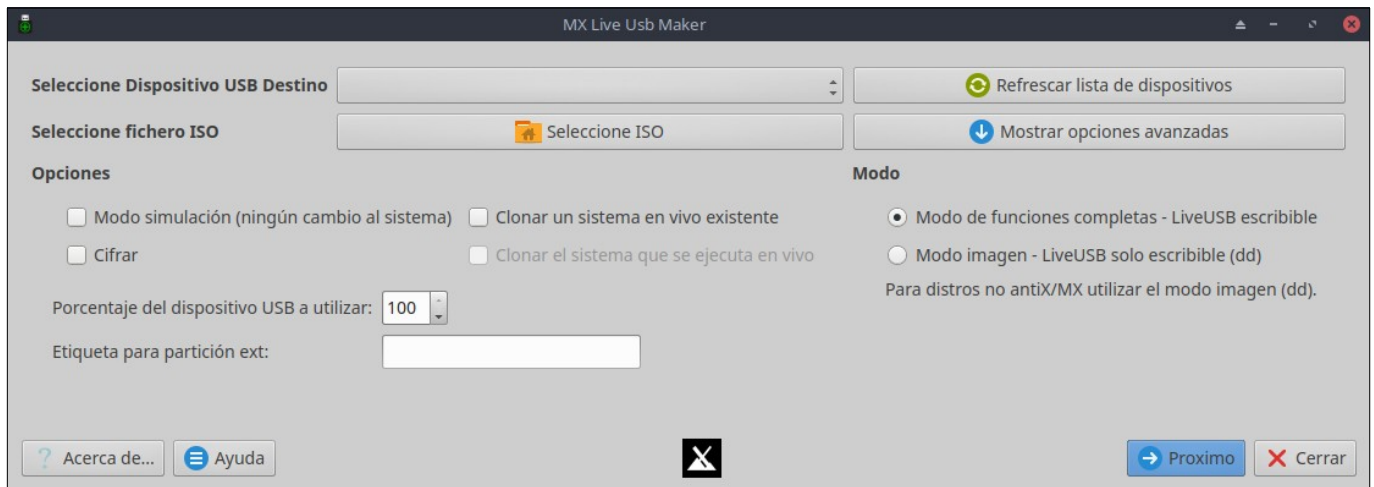 MX Live Usb Maker
Seleccione Dispositivo USB Destino
Refrescar lista de dispositivos
Seleccione fichero ISO
Seleccione ISO
Mostrar opciones avanzadas
Opciones
Modo
Modo simulación (ningún cambio al sistema)
Clonar un sistema en vivo existente
Modo de funciones completas - LiveUSB escribible
Cifrar
Clonar el sistema que se ejecuta en vivo
Modo imagen - LiveUSB solo escribible (dd)
Para distros no antiX/MX utilizar el modo imagen (dd).
Porcentaje del dispositivo USB a utilizar: 100
Etiqueta para partición ext:
? Acerca de...
Ayuda
Proximo
Cerrar